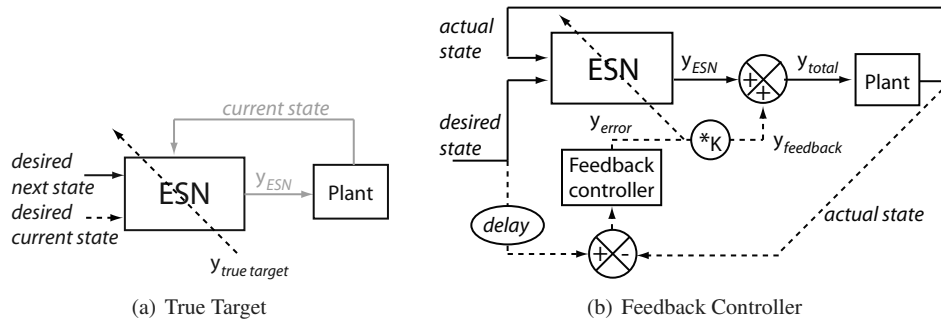 current state
desired
next state
desired
current state
ESN
y_ESN
Plant
y_true target
(a) True Target
actual
state
desired
state
ESN
y_ESN
+
+
y_total
Plant
y_error
*K
y_feedback
Feedback
controller
delay
+
-
actual state
(b) Feedback Controller